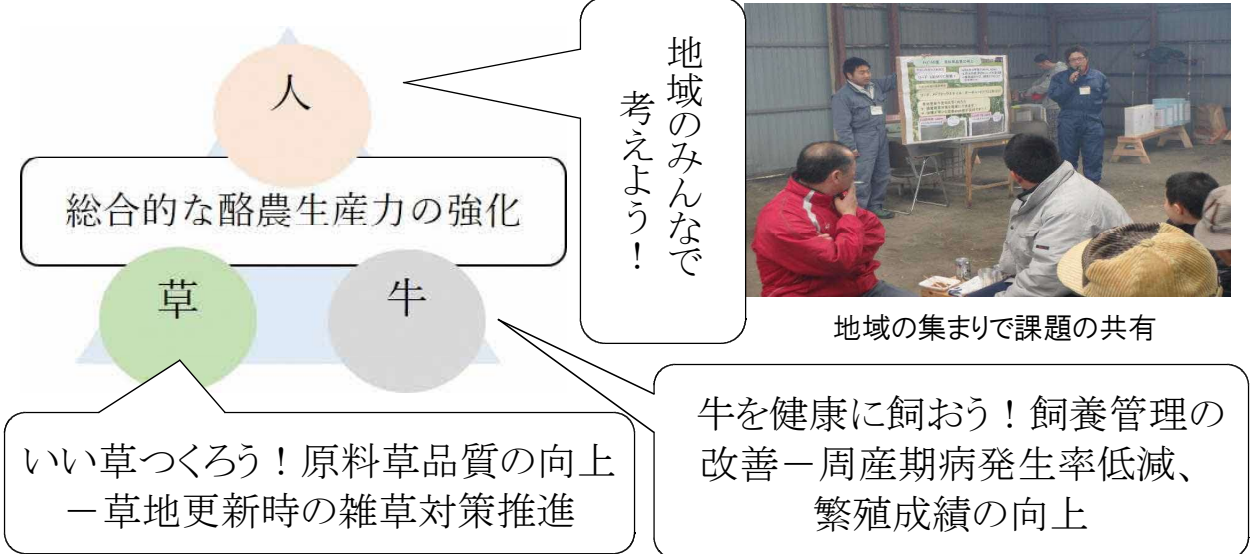 人
総合的な酪農生産力の強化
草
牛
地域のみんなで
考えよう！
地域の集まりで課題の共有
いい草つくろう！原料草品質の向上
－草地更新時の雑草対策推進
牛を健康に飼おう！飼養管理の
改善－周産期病発生率低減、
繁殖成績の向上